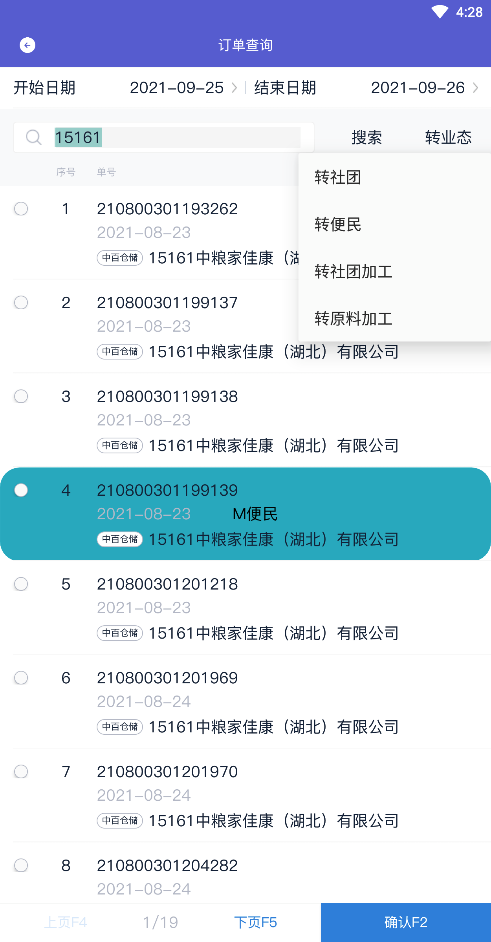 4:28
订单查询
开始日期 2021-09-25 结束日期 2021-09-26
15161 搜索 转业态
序号 单号
转社团
转便民
转社团加工
转原料加工
1 210800301193262
2021-08-23
中百仓储 15161中粮家佳康（湖
2 210800301199137
2021-08-23
中百仓储 15161中粮家佳康（湖北）有限公司
3 210800301199138
2021-08-23
中百仓储 15161中粮家佳康（湖北）有限公司
4 210800301199139
2021-08-23 M便民
中百仓储 15161中粮家佳康（湖北）有限公司
5 210800301201218
2021-08-23
中百仓储 15161中粮家佳康（湖北）有限公司
6 210800301201969
2021-08-24
中百仓储 15161中粮家佳康（湖北）有限公司
7 210800301201970
2021-08-24
中百仓储 15161中粮家佳康（湖北）有限公司
8 210800301204282
2021-08-24
上页F4 1/19 下页F5 确认F2